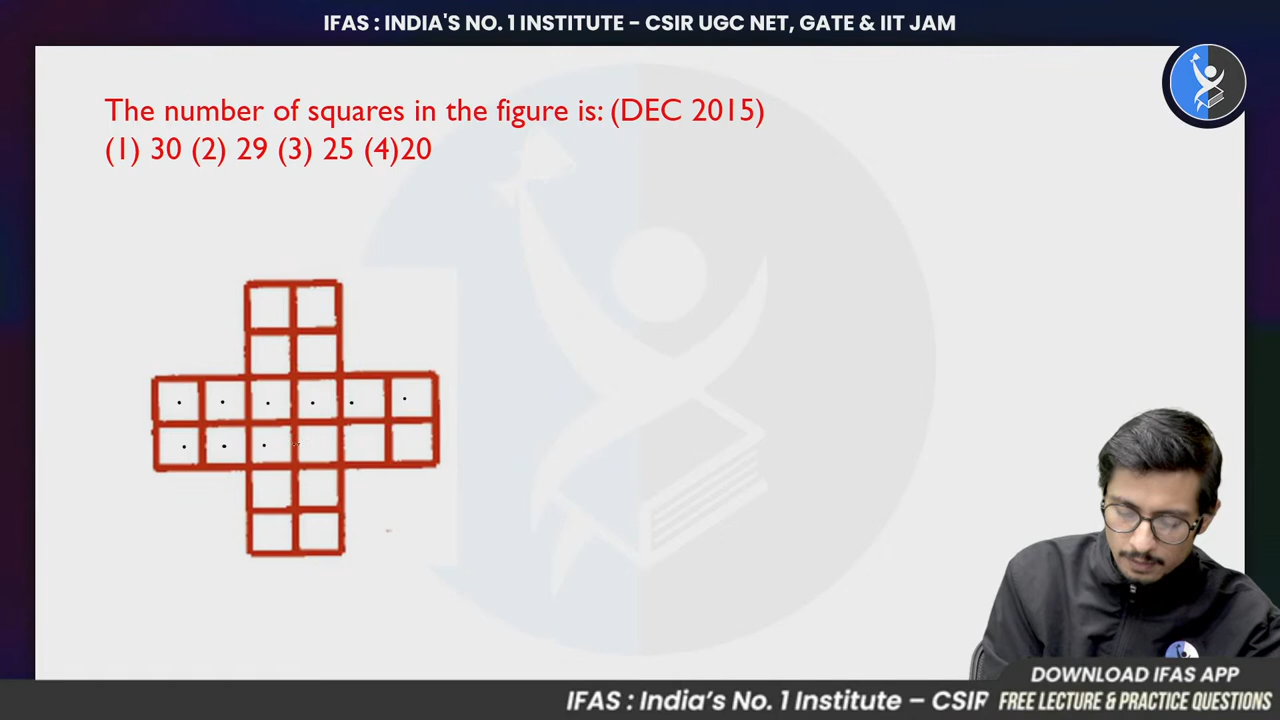 IFAS : INDIA'S NO. 1 INSTITUTE – CSIR UGC NET, GATE & IIT JAM
The number of squares in the figure is: (DEC 2015)
(1) 30 (2) 29 (3) 25 (4)20
DOWNLOAD IFAS APP
IFAS : India's No. 1 Institute – CSIR
FREE LECTURE & PRACTICE QUESTIONS